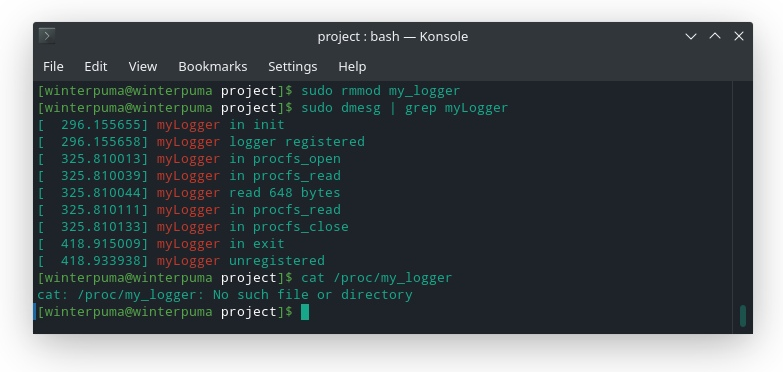 project : bash — Konsole
File Edit View Bookmarks Settings Help
[winterpuma@winterpuma project]$ sudo rmmod my_logger
[winterpuma@winterpuma project]$ sudo dmesg | grep myLogger
[  296.155655] myLogger in init
[  296.155658] myLogger logger registered
[  325.810013] myLogger in procfs_open
[  325.810039] myLogger in procfs_read
[  325.810044] myLogger read 648 bytes
[  325.810111] myLogger in procfs_read
[  325.810133] myLogger in procfs_close
[  418.915009] myLogger in exit
[  418.933938] myLogger unregistered
[winterpuma@winterpuma project]$ cat /proc/my_logger
cat: /proc/my_logger: No such file or directory
[winterpuma@winterpuma project]$